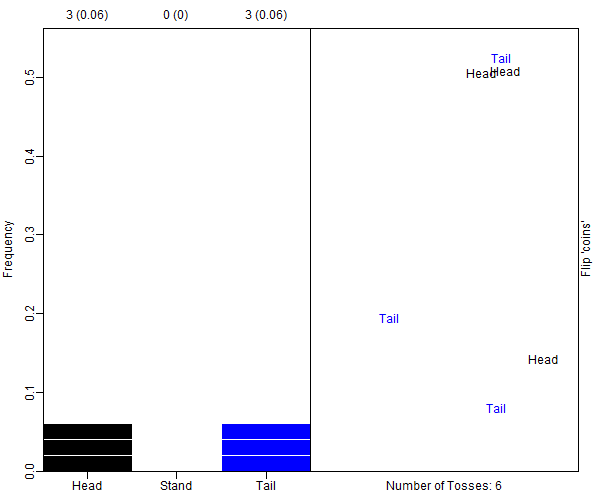 3 (0.06) 0 (0) 3 (0.06)
Frequency
0.5
0.4
0.3
0.2
0.1
0.0
Head Stand Tail
Tail
Head
Head
Tail
Head
Tail
Number of Tosses: 6
Flip 'coins'